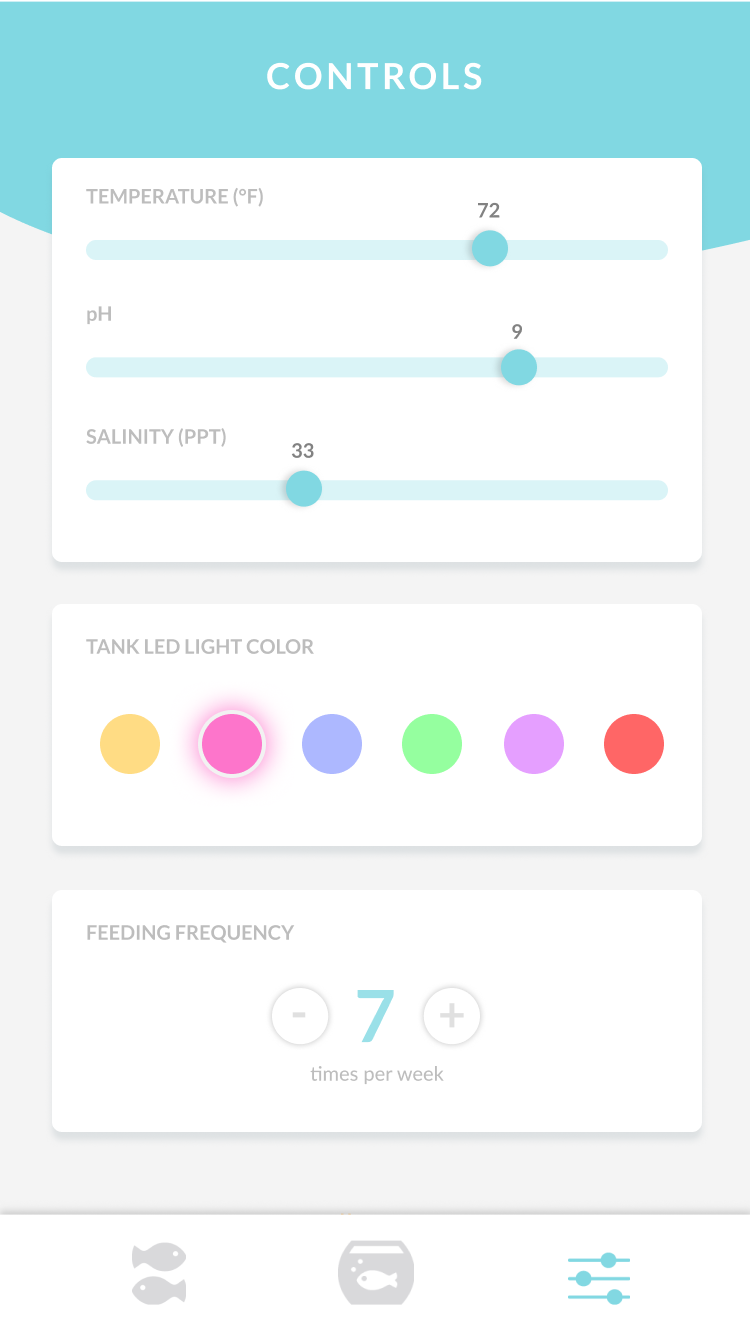 CONTROLS
TEMPERATURE (°F)
72
pH
9
SALINITY (PPT)
33
TANK LED LIGHT COLOR
FEEDING FREQUENCY
- 7 +
times per week